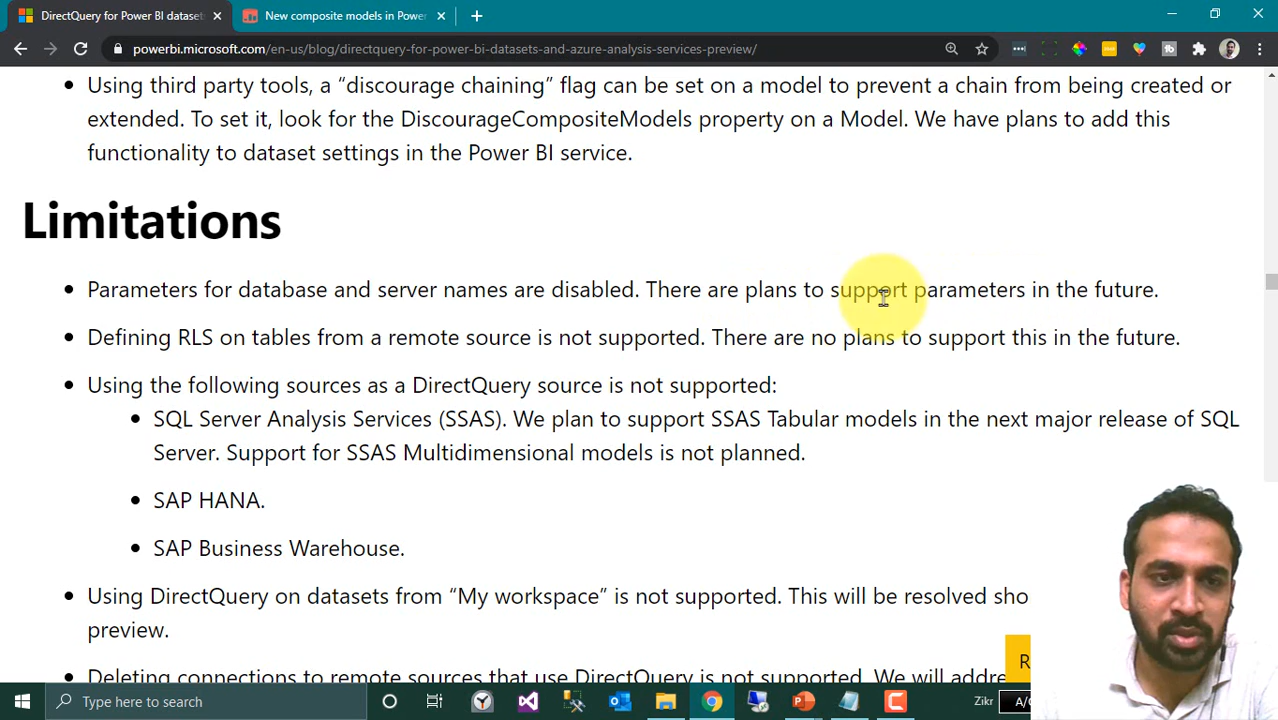 DirectQuery for Power BI dataset
New composite models in Power
powerbi.microsoft.com/en-us/blog/directquery-for-power-bi-datasets-and-azure-analysis-services-preview/
• Using third party tools, a “discourage chaining” flag can be set on a model to prevent a chain from being created or
extended. To set it, look for the DiscourageCompositeModels property on a Model. We have plans to add this
functionality to dataset settings in the Power BI service.
Limitations
• Parameters for database and server names are disabled. There are plans to support parameters in the future.
• Defining RLS on tables from a remote source is not supported. There are no plans to support this in the future.
• Using the following sources as a DirectQuery source is not supported:
• SQL Server Analysis Services (SSAS). We plan to support SSAS Tabular models in the next major release of SQL
Server. Support for SSAS Multidimensional models is not planned.
• SAP HANA.
• SAP Business Warehouse.
• Using DirectQuery on datasets from “My workspace” is not supported. This will be resolved sho
preview.
• Deleting connections to remote sources that use DirectQuery is not supported. We will addre
R
Type here to search
Zikr
A/C